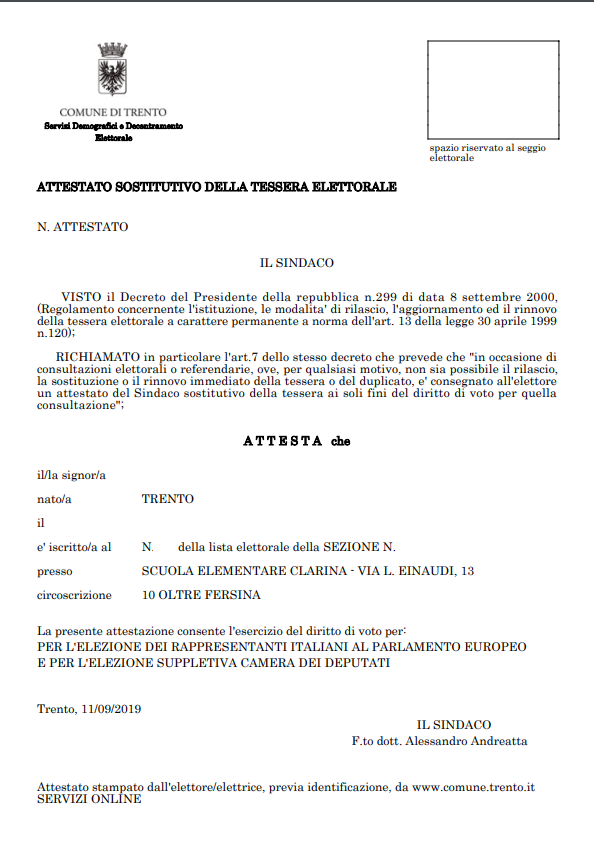 COMUNE DI TRENTO
Servizi Demografici e Decentramento
Elettorale
spazio riservato al seggio
elettorale
ATTESTATO SOSTITUTIVO DELLA TESSERA ELETTORALE
N. ATTESTATO
IL SINDACO
VISTO il Decreto del Presidente della repubblica n.299 di data 8 settembre 2000,
(Regolamento concernente l'istituzione, le modalita' di rilascio, l'aggiornamento ed il rinnovo
della tessera elettorale a carattere permanente a norma dell'art. 13 della legge 30 aprile 1999
n.120);
RICHIAMATO in particolare l'art.7 dello stesso decreto che prevede che "in occasione di
consultazioni elettorali o referendarie, ove, per qualsiasi motivo, non sia possibile il rilascio,
la sostituzione o il rinnovo immediato della tessera o del duplicato, e' consegnato all'elettore
un attestato del Sindaco sostitutivo della tessera ai soli fini del diritto di voto per quella
consultazione";
A T T E S T A che
il/la signor/a
nato/a TRENTO
il
e' iscritto/a al N. della lista elettorale della SEZIONE N.
presso SCUOLA ELEMENTARE CLARINA - VIA L. EINAUDI, 13
circoscrizione 10 OLTRE FERSINA
La presente attestazione consente l'esercizio del diritto di voto per:
PER L'ELEZIONE DEI RAPPRESENTANTI ITALIANI AL PARLAMENTO EUROPEO
E PER L'ELEZIONE SUPPLETIVA CAMERA DEI DEPUTATI
Trento, 11/09/2019
IL SINDACO
F.to dott. Alessandro Andreatta
Attestato stampato dall'elettore/elettrice, previa identificazione, da www.comune.trento.it
SERVIZI ONLINE